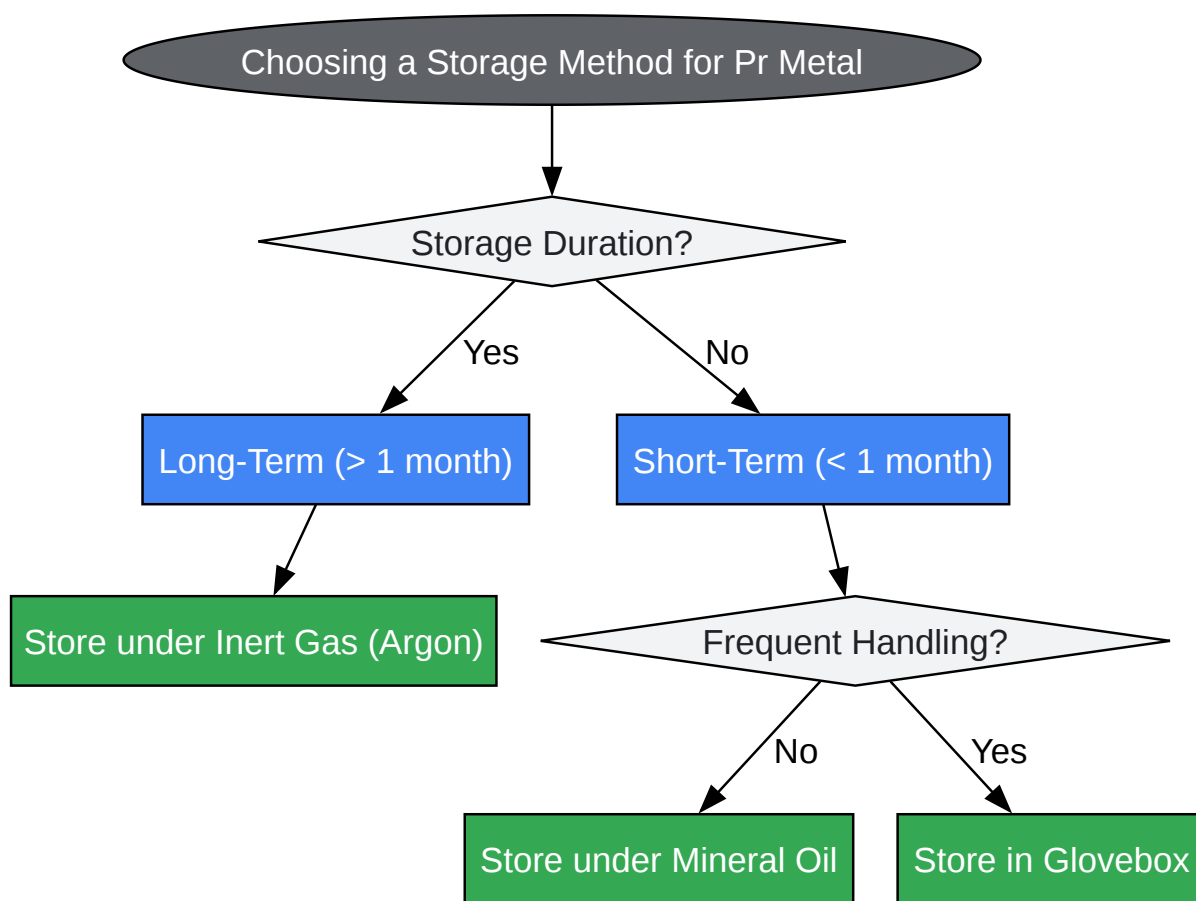 Choosing a Storage Method for Pr Metal
Storage Duration?
Yes
No
Long-Term (> 1 month)
Short-Term (< 1 month)
Store under Inert Gas (Argon)
Frequent Handling?
No
Yes
Store under Mineral Oil
Store in Glovebox